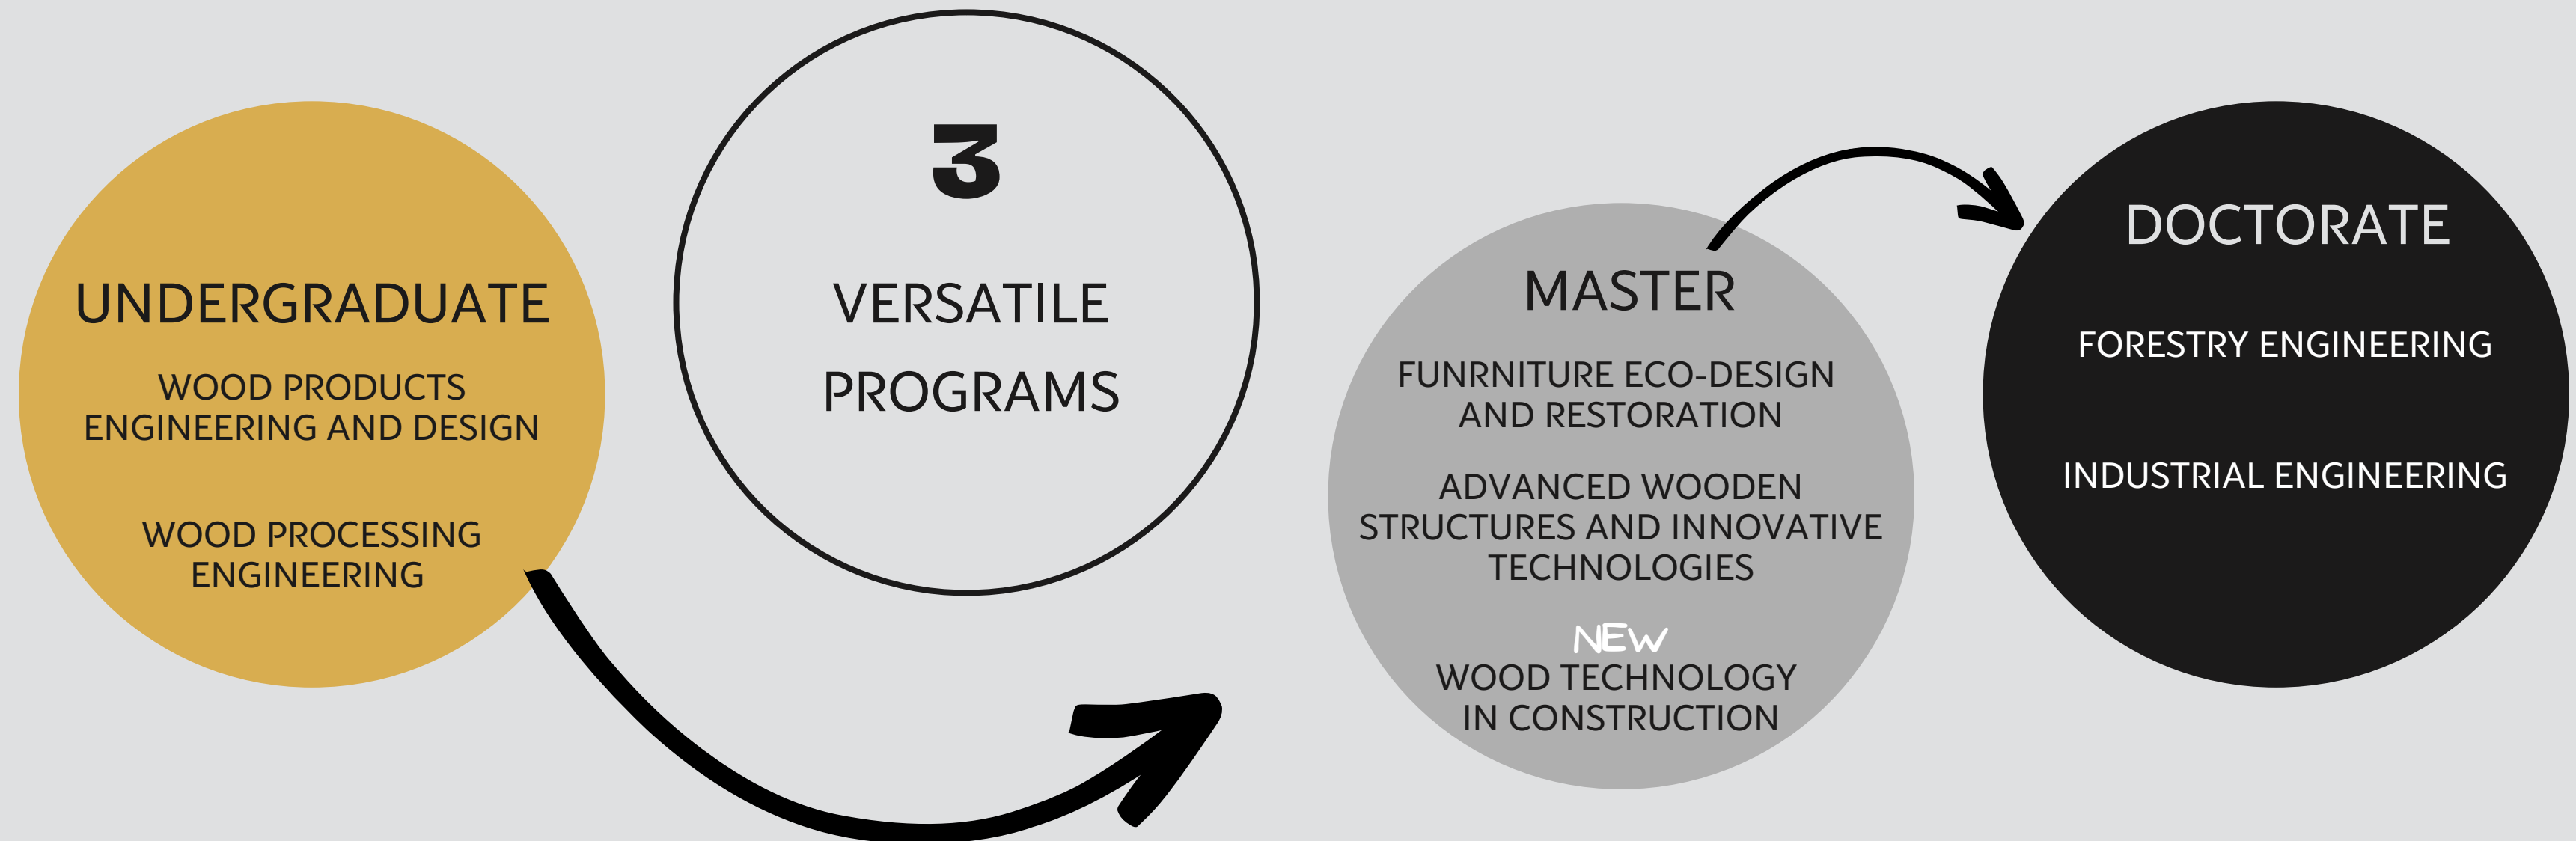 UNDERGRADUATE
WOOD PRODUCTS
ENGINEERING AND DESIGN
WOOD PROCESSING
ENGINEERING
3
VERSATILE
PROGRAMS
MASTER
FUNRNITURE ECO-DESIGN
AND RESTORATION
ADVANCED WOODEN
STRUCTURES AND INNOVATIVE
TECHNOLOGIES
NEW
WOOD TECHNOLOGY
IN CONSTRUCTION
DOCTORATE
FORESTRY ENGINEERING
INDUSTRIAL ENGINEERING